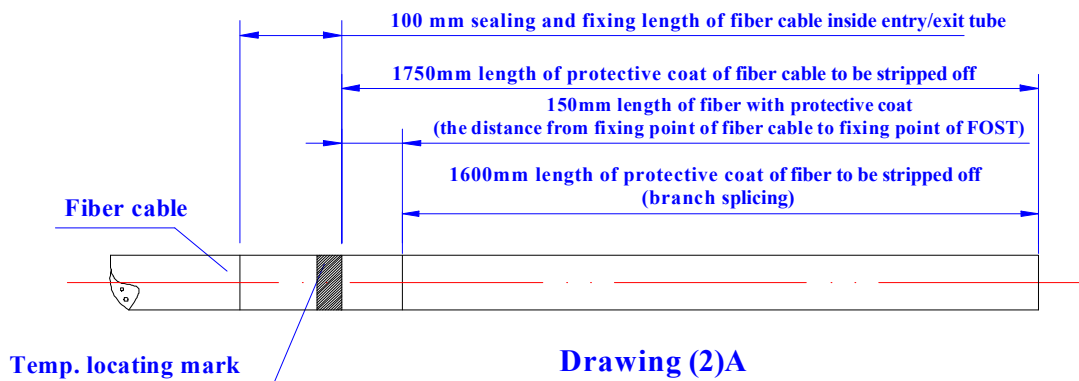 100 mm sealing and fixing length of fiber cable inside entry/exit tube
1750mm length of protective coat of fiber cable to be stripped off
150mm length of fiber with protective coat
(the distance from fixing point of fiber cable to fixing point of FOST)
1600mm length of protective coat of fiber to be stripped off
(branch splicing)
Fiber cable
Temp. locating mark
Drawing (2)A